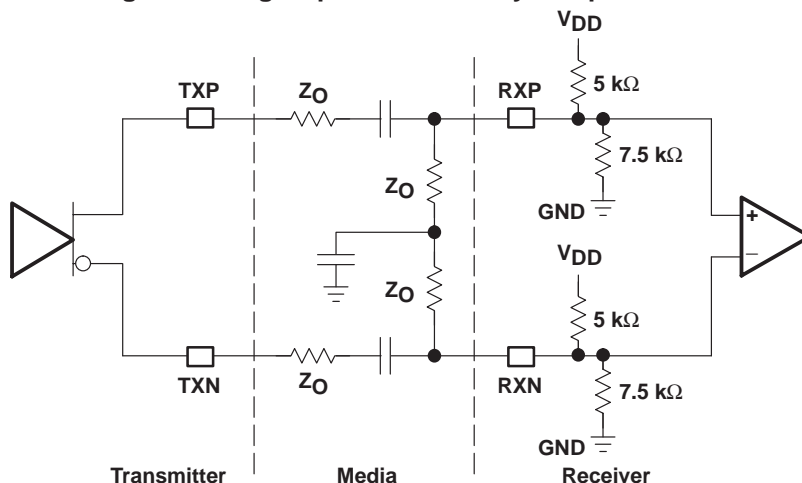 VDD
5 kΩ
TXP
ZO
RXP
7.5 kΩ
ZO
GND
+
VDD
−
ZO
5 kΩ
TXN
ZO
RXN
7.5 kΩ
GND
Transmitter
Media
Receiver